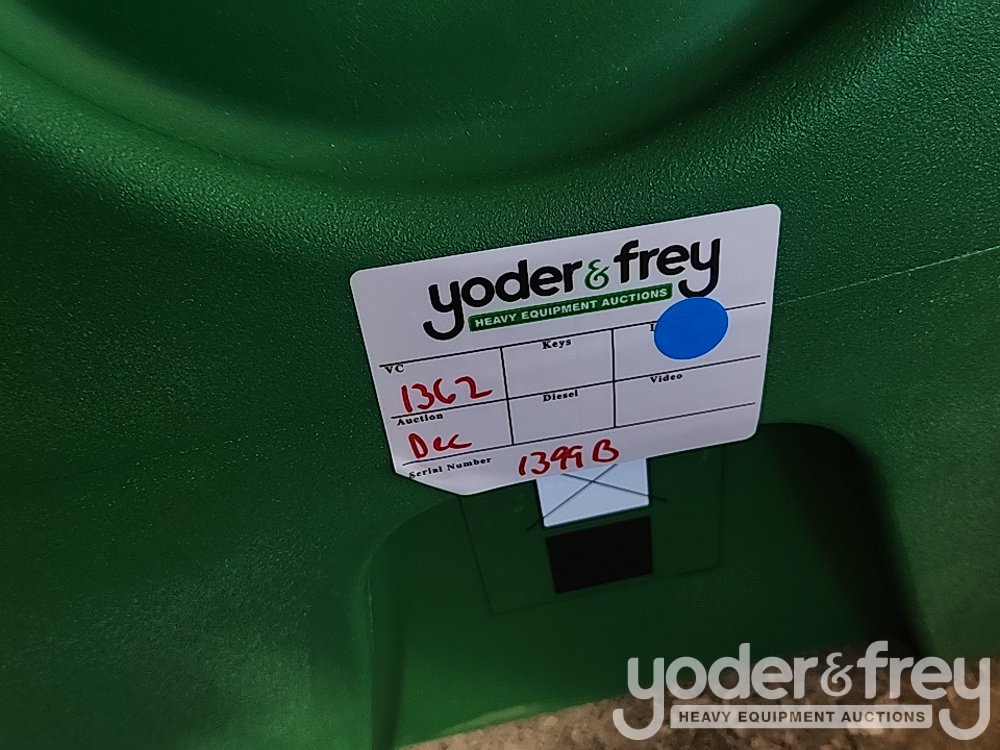 yoder & frey
HEAVY EQUIPMENT AUCTIONS
VC
Keys
1362
Auction
Diesel
Video
Dec
Serial Number
1399B
yoder & frey
HEAVY EQUIPMENT AUCTIONS